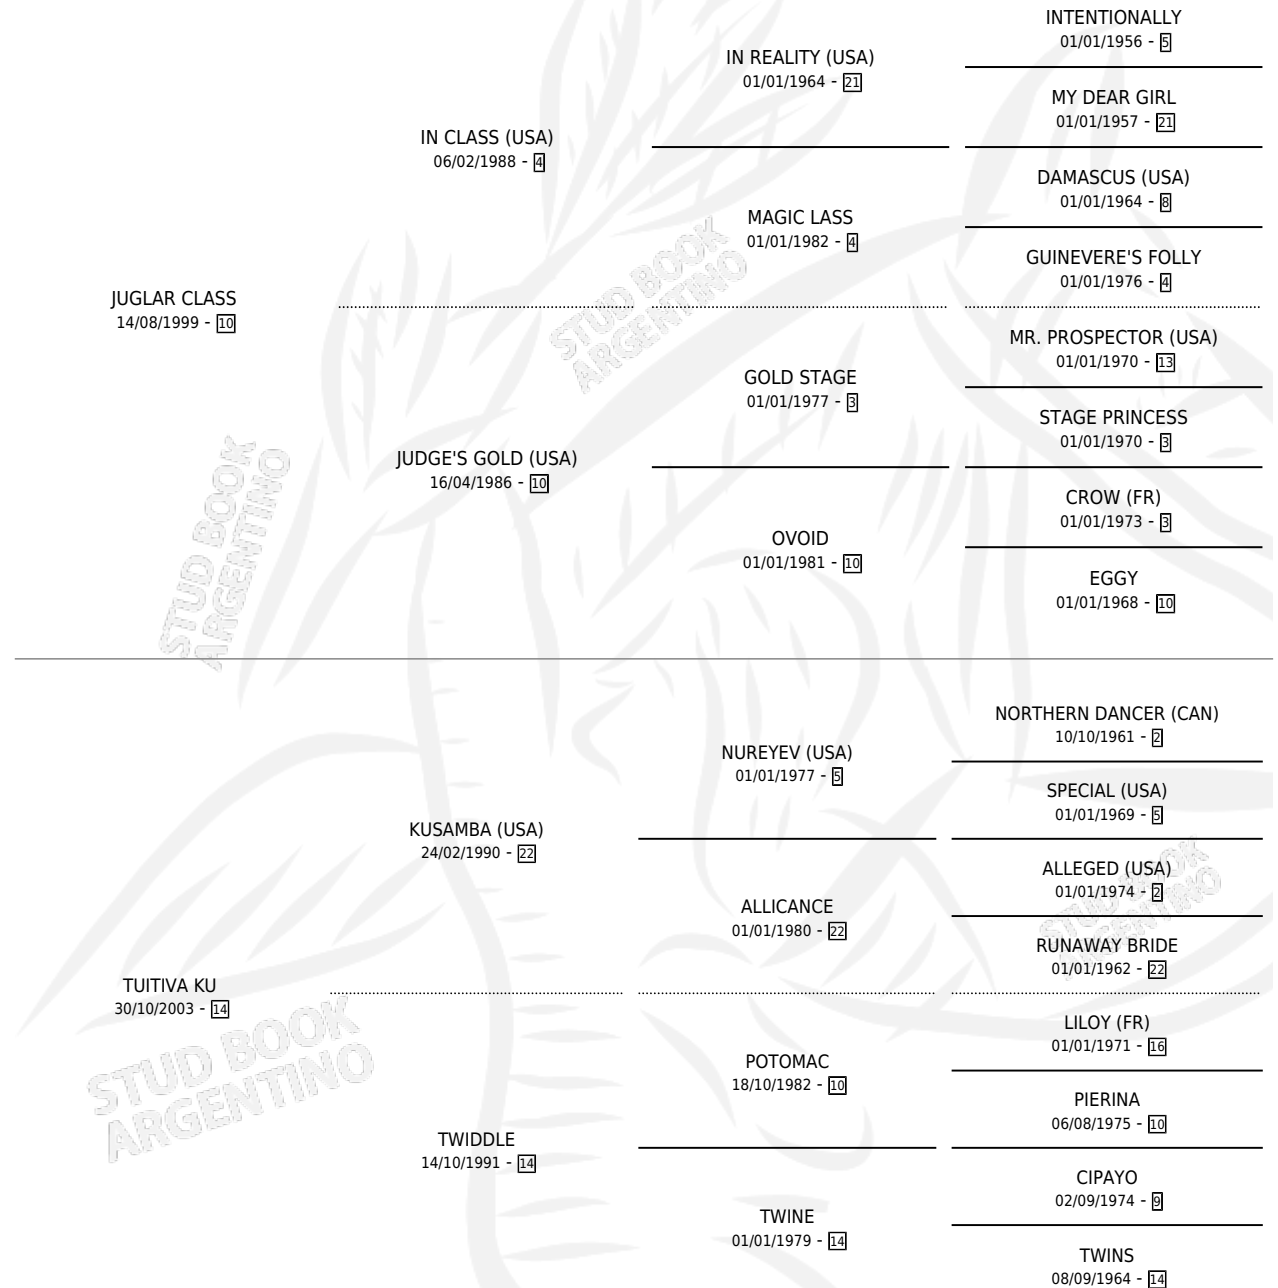 INTENTIONALLY
01/01/1956 - 5
IN REALITY (USA)
01/01/1964 - 21
MY DEAR GIRL
01/01/1957 - 21
IN CLASS (USA)
06/02/1988 - 4
DAMASCUS (USA)
01/01/1964 - 8
MAGIC LASS
01/01/1982 - 4
GUINEVERE'S FOLLY
01/01/1976 - 4
JUGLAR CLASS
14/08/1999 - 10
MR. PROSPECTOR (USA)
01/01/1970 - 13
GOLD STAGE
01/01/1977 - 3
STAGE PRINCESS
01/01/1970 - 3
JUDGE'S GOLD (USA)
16/04/1986 - 10
CROW (FR)
01/01/1973 - 3
OVOID
01/01/1981 - 10
EGGY
01/01/1968 - 10
NORTHERN DANCER (CAN)
10/10/1961 - 2
NUREYEV (USA)
01/01/1977 - 5
SPECIAL (USA)
01/01/1969 - 5
KUSAMBA (USA)
24/02/1990 - 22
ALLEGED (USA)
01/01/1974 - 2
ALLICANCE
01/01/1980 - 22
RUNAWAY BRIDE
01/01/1962 - 22
TUITIVA KU
30/10/2003 - 14
LILOY (FR)
01/01/1971 - 16
POTOMAC
18/10/1982 - 10
PIERINA
06/08/1975 - 10
TWIDDLE
14/10/1991 - 14
CIPAYO
02/09/1974 - 9
TWINE
01/01/1979 - 14
TWINS
08/09/1964 - 14
STUD BOOK
ARGENTINO
STUD BOOK
ARGENTINO
STUD BOOK
ARGENTINO
STUD BOOK
ARGENTINO